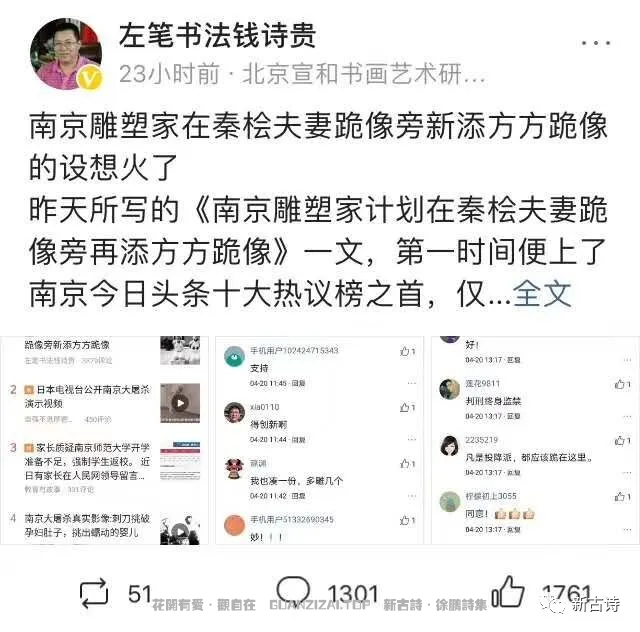 左笔书法钱诗贵
23小时前 · 北京宣和书画艺术研...
南京雕塑家在秦桧夫妻跪像旁新添方方跪像
的设想火了
昨天所写的《南京雕塑家计划在秦桧夫妻跪
像旁再添方方跪像》一文，第一时间便上了
南京今日头条十大热议榜之首，仅...全文
跪像旁新添方方跪像
左笔书法钱诗贵 · 3879评论
2 日本电视台公开南京大屠杀
演示视频
450评论
3 家长质疑南京师范大学开学
准备不足，强制学生返校。近
日有家长在人民网领导留言...
教育有故事 · 331评论
4 南京大屠杀真实影像:刺刀挑破
孕妇肚子，挑出蠕动的婴儿
手机用户102424715343
1
支持
04-20 11:45 · 回复
xia0110
1
得创新啊
04-20 11:44 · 回复
1
我也凑一份，多雕几个
04-20 11:42 · 回复
手机用户51332690345
1
妙！！！
好！
04-20 13:17 · 回复
莲花9811
1
判刑终身监禁
04-20 13:17 · 回复
2235219
1
凡是投降派，都应该跪在这里。
04-20 13:17 · 回复
柠檬初上3055
1
同意！👍👍👍
04-20 13:17 · 回复
51
1301
1761
花開有愛 · 觀自在 GUANZIZAI.TOP · 新古詩 · 徐鵬詩集
新古诗